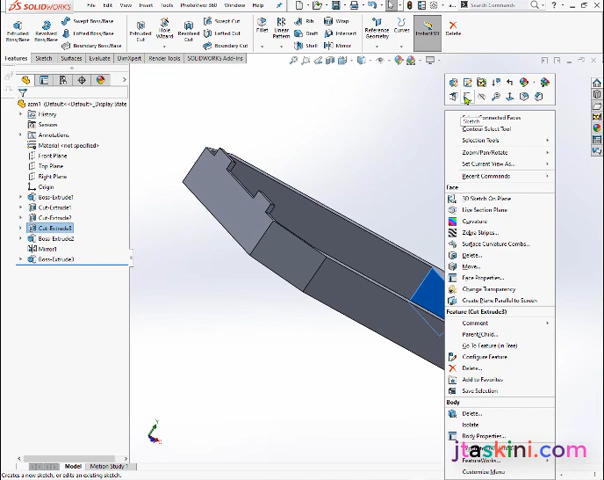 SOLIDWORKS File Edit View Insert Tools PhotoView 360 Window Help
Extruded Boss/Base
Revolved Boss/Base
Swept Boss/Base
Lofted Boss/Base
Boundary Boss/Base
Extruded Cut
Hole Wizard
Revolved Cut
Swept Cut
Lofted Cut
Boundary Cut
Fillet
Linear Pattern
Rib
Draft
Shell
Wrap
Intersect
Mirror
Reference Geometry
Curves
Instant3D
Delete
Features Sketch Evaluate DimXpert Render Tools SOLIDWORKS Add-Ins
History
Sensors
Annotations
Material <not specified>
Front Plane
Top Plane
Right Plane
Origin
Boss-Extrude1
Cut-Extrude1
Cut-Extrude2
Cut-Extrude3
Boss-Extrude2
Mirror1
Boss-Extrude3
Sketch
Contour Select Tool
Selection Tools
Zoom/Pan/Rotate
Set Current View As...
Recent Commands
Face
3D Sketch On Plane
Live Section Plane
Curvature
Zebra Stripes...
Surface Curvature Combs...
Delete...
Move...
Face Properties...
Change Transparency
Create Plane Parallel to Screen
Feature (Cut Extrude3)
Comment
Parent/Child...
Go To Feature (in Tree)
Configure Feature
Delete...
Add to Favorites
Save Selection
Body
Delete...
Isolate
Body Properties...
jtaskini.com
FeatureWorks...
Customize Menu
Model Motion Study 1
Creates a new sketch, or edits an existing sketch.